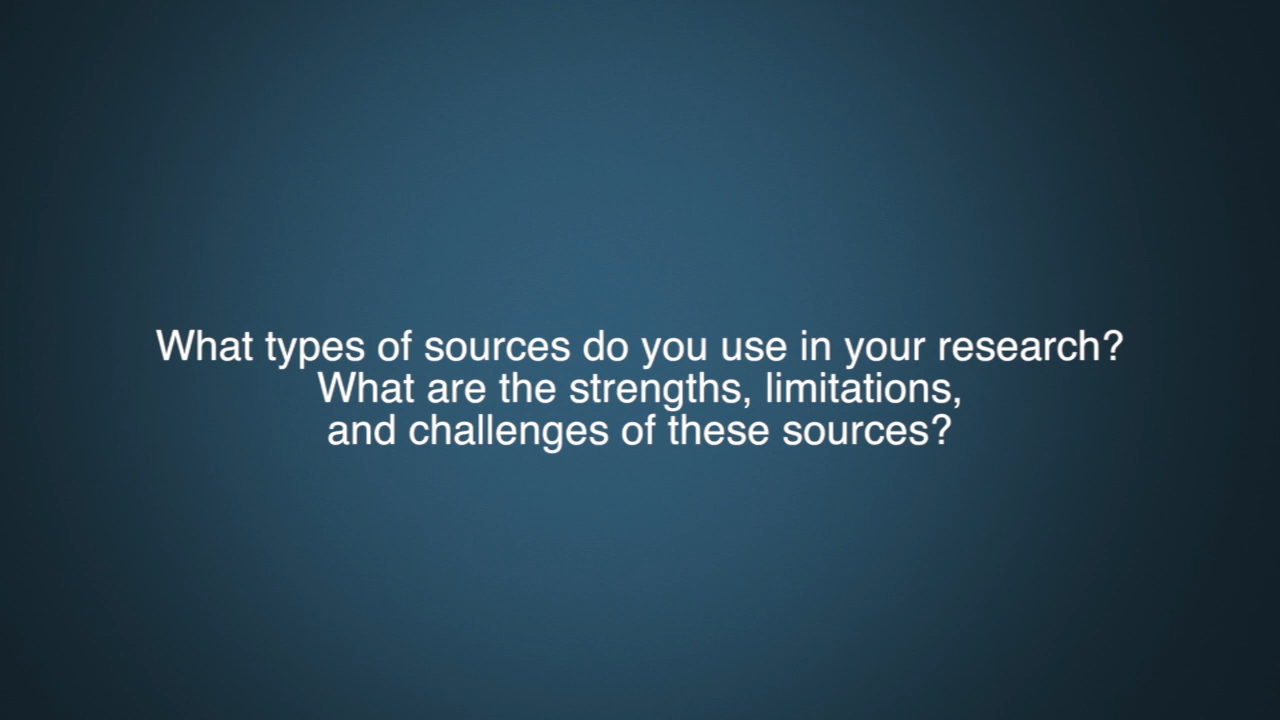 What types of sources do you use in your research?
What are the strengths, limitations,
and challenges of these sources?